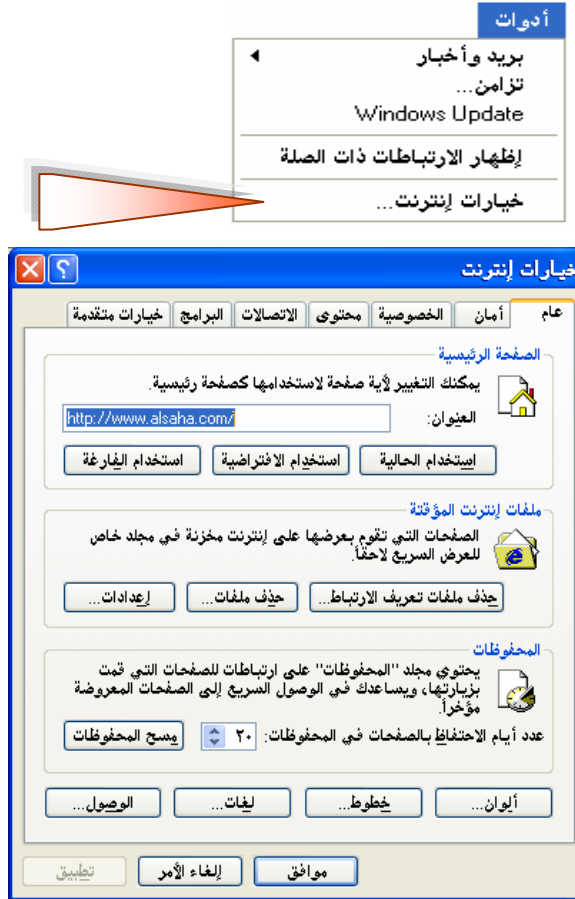 أدوات
بريد وأخبار
تزامن...
Windows Update
إظهار الارتباطات ذات الصلة
خيارات إنترنت...
خيارات إنترنت
عام
أمان
الخصوصية
محتوى
الاتصالات
البرامج
خيارات متقدمة
الصفحة الرئيسية
يمكنك التغيير لأية صفحة لاستخدامها كصفحة رئيسية.
العنوان:
http://www.alsaha.com/
استخدام الحالية
استخدام الافتراضية
استخدام الفارغة
ملفات إنترنت المؤقتة
الصفحات التي تقوم بعرضها على إنترنت مخزنة في مجلد خاص
للعرض السريع لاحقاً.
حذف ملفات تعريف الارتباط...
حذف ملفات...
إعدادات...
المحفوظات
يحتوي مجلد "المحفوظات" على ارتباطات للصفحات التي قمت
بزيارتها، ويساعدك في الوصول السريع إلى الصفحات المعروضة
مؤخراً.
عدد أيام الاحتفاظ بالصفحات في المحفوظات:
٢٠
مسح المحفوظات
ألوان...
خطوط...
لغات...
الوصول...
موافق
إلغاء الأمر
تطبيق